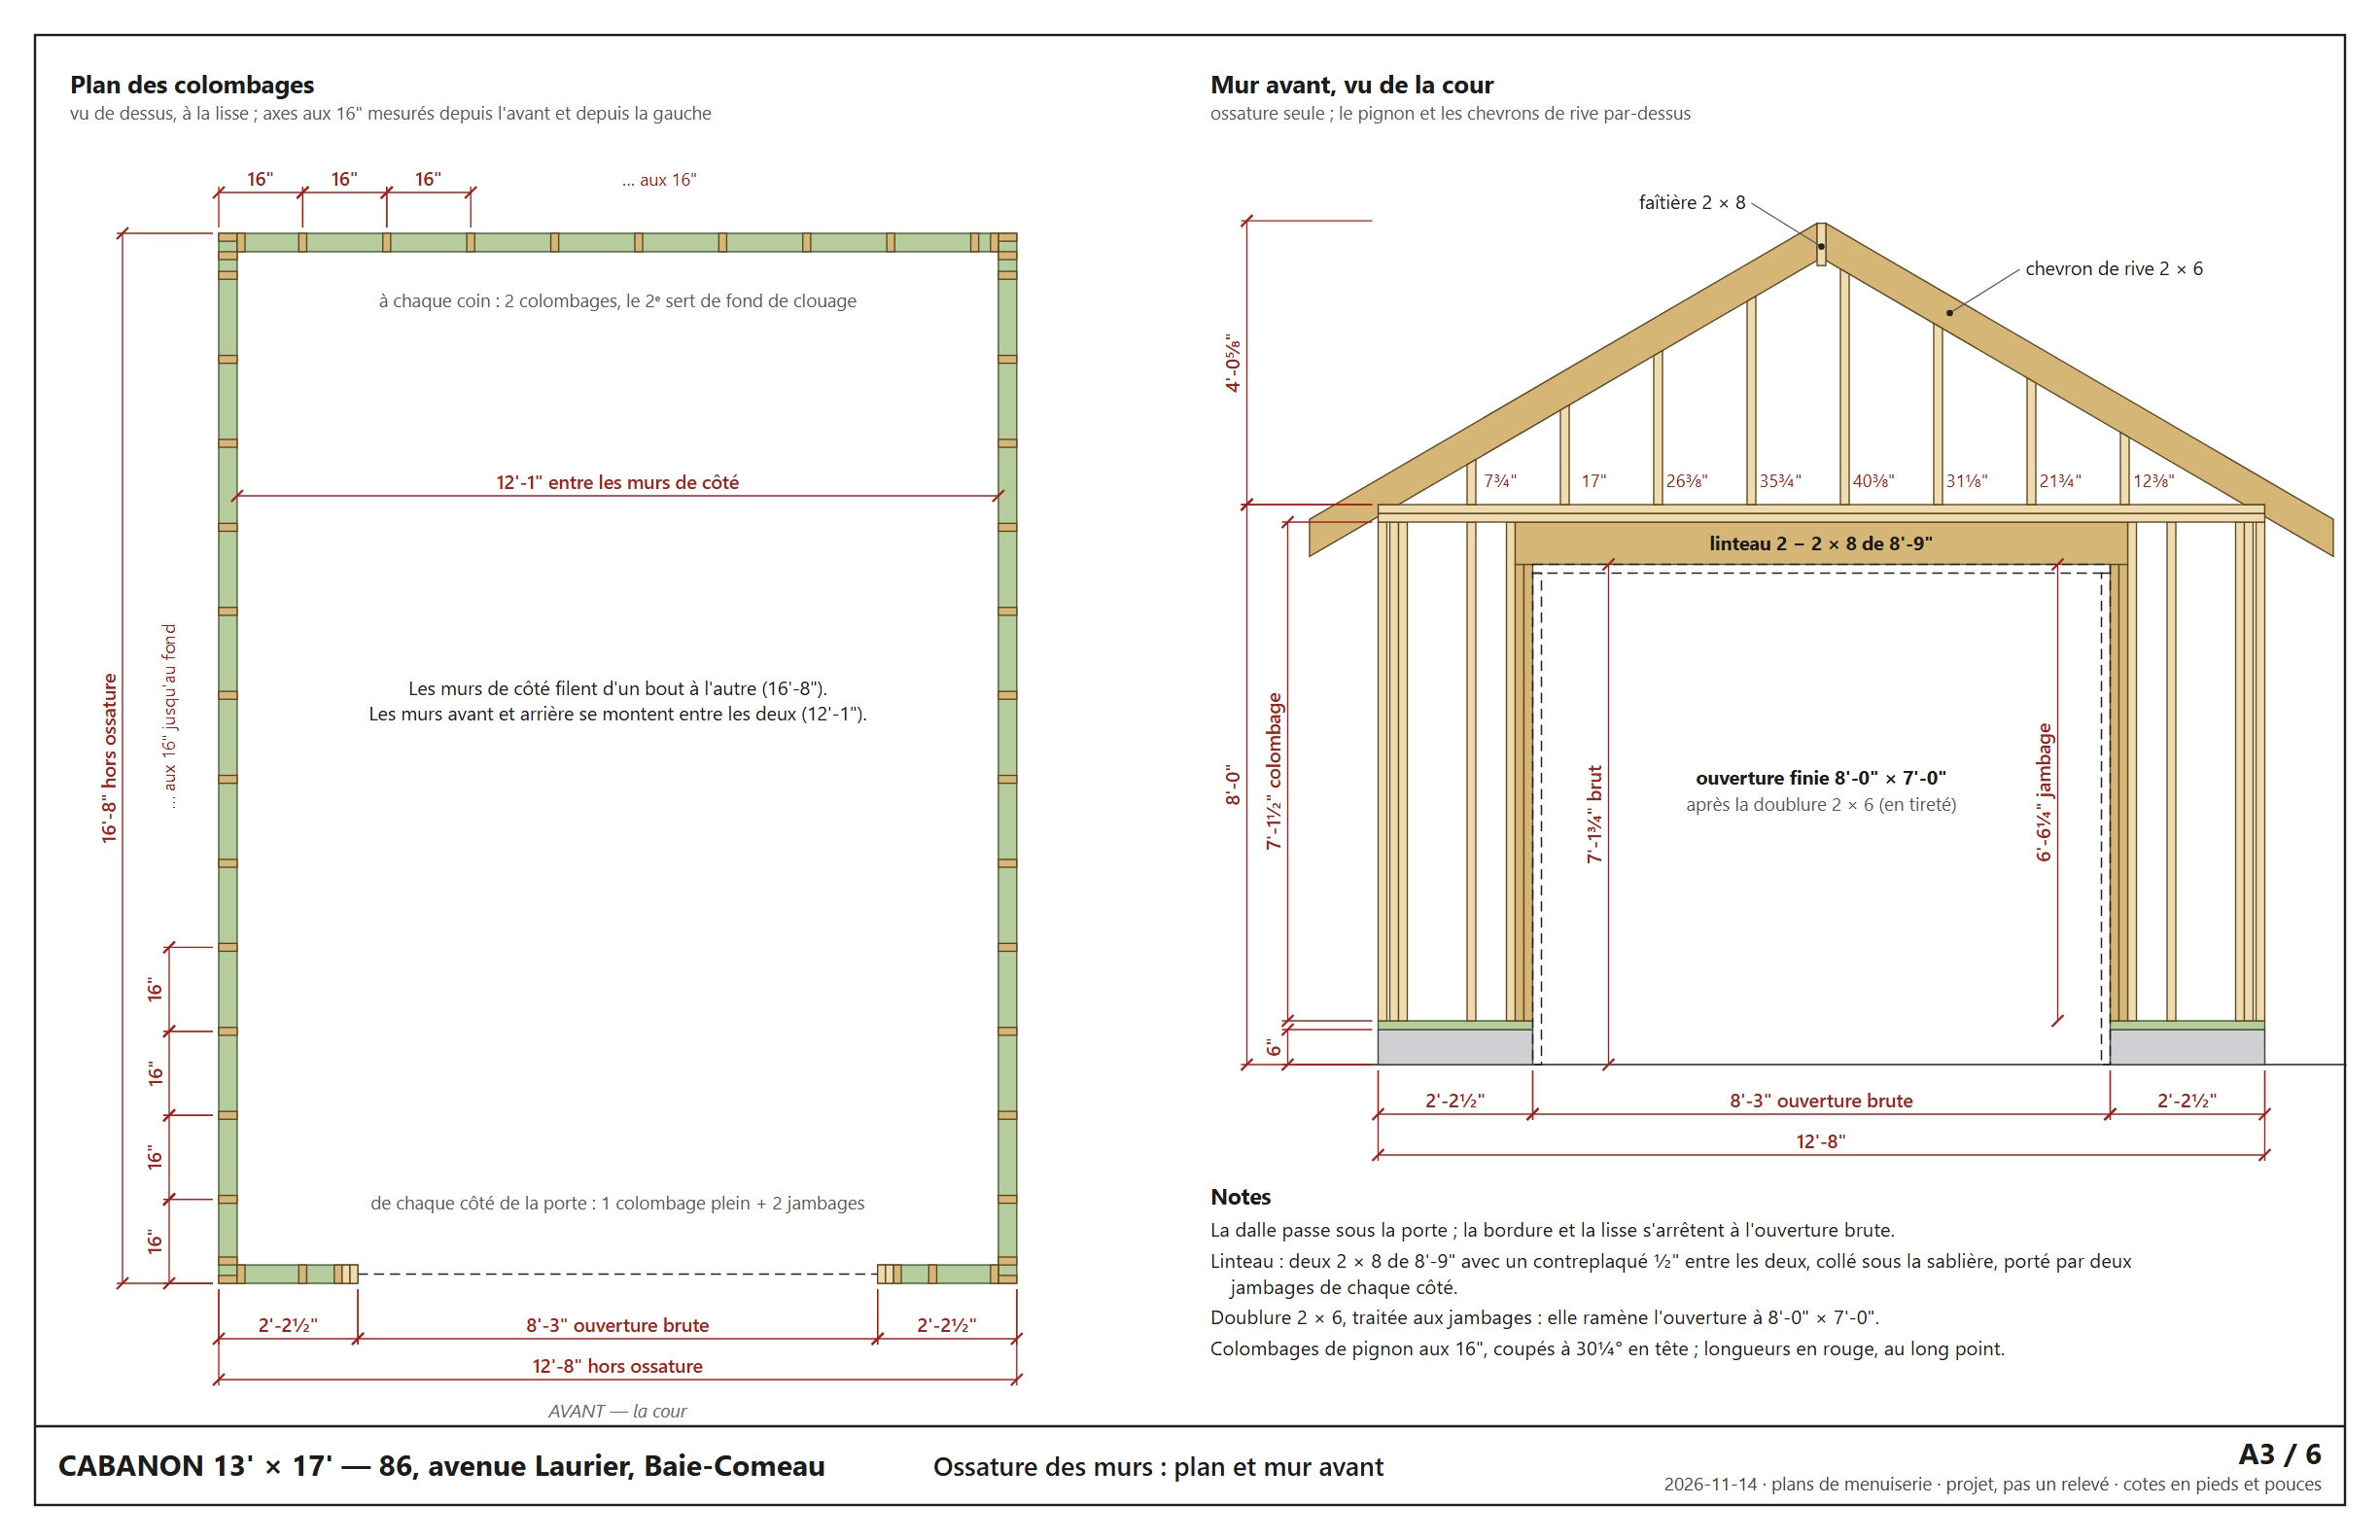 Plan des colombages
vu de dessus, à la lisse ; axes aux 16" mesurés depuis l'avant et depuis la gauche
16"
16"
16"
... aux 16"
à chaque coin : 2 colombages, le 2ᵉ sert de fond de clouage
12'-1" entre les murs de côté
16'-8" hors ossature
... aux 16" jusqu'au fond
Les murs de côté filent d'un bout à l'autre (16'-8").
Les murs avant et arrière se montent entre les deux (12'-1").
16"
16"
16"
16"
de chaque côté de la porte : 1 colombage plein + 2 jambages
2'-2½"
8'-3" ouverture brute
2'-2½"
12'-8" hors ossature
AVANT — la cour
Mur avant, vu de la cour
ossature seule ; le pignon et les chevrons de rive par-dessus
faîtière 2 × 8
chevron de rive 2 × 6
4'-0⅝"
7¾"
17"
26⅜"
35¾"
40⅜"
31⅛"
21¾"
12⅜"
linteau 2 – 2 × 8 de 8'-9"
8'-0"
7'-1½" colombage
6"
7'-1¾" brut
6'-6¼" jambage
ouverture finie 8'-0" × 7'-0"
après la doublure 2 × 6 (en tireté)
2'-2½"
8'-3" ouverture brute
2'-2½"
12'-8"
Notes
La dalle passe sous la porte ; la bordure et la lisse s'arrêtent à l'ouverture brute.
Linteau : deux 2 × 8 de 8'-9" avec un contreplaqué ½" entre les deux, collé sous la sablière, porté par deux
jambages de chaque côté.
Doublure 2 × 6, traitée aux jambages : elle ramène l'ouverture à 8'-0" × 7'-0".
Colombages de pignon aux 16", coupés à 30¼° en tête ; longueurs en rouge, au long point.
CABANON 13' × 17' — 86, avenue Laurier, Baie-Comeau
Ossature des murs : plan et mur avant
A3 / 6
2026-11-14 · plans de menuiserie · projet, pas un relevé · cotes en pieds et pouces